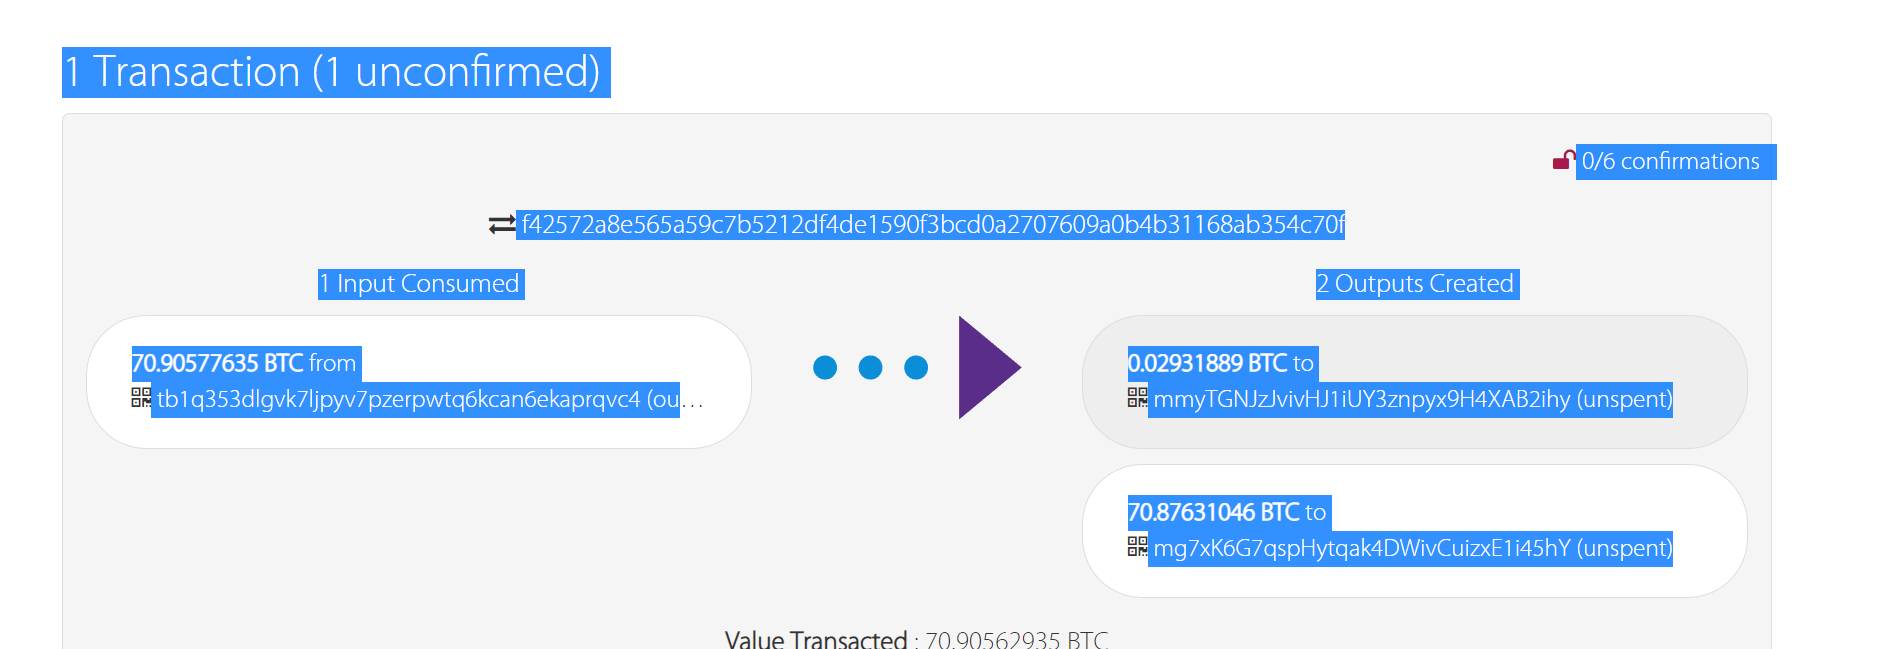 1 Transaction (1 unconfirmed)
0/6 confirmations
f42572a8e565a59c7b5212df4de1590f3bcd0a2707609a0b4b31168ab354c70f
1 Input Consumed
2 Outputs Created
70.90577635 BTC from
tb1q353dlgvk7ljpyv7pzerpwtq6kcan6ekaprqvc4 (ou...
0.02931889 BTC to
mmyTGNJzJvivHJ1iUY3znpyx9H4XAB2ihy (unspent)
70.87631046 BTC to
mg7xK6G7qspHytqak4DWivCuizxE1i45hY (unspent)
Value Transacted : 70.90562935 BTC